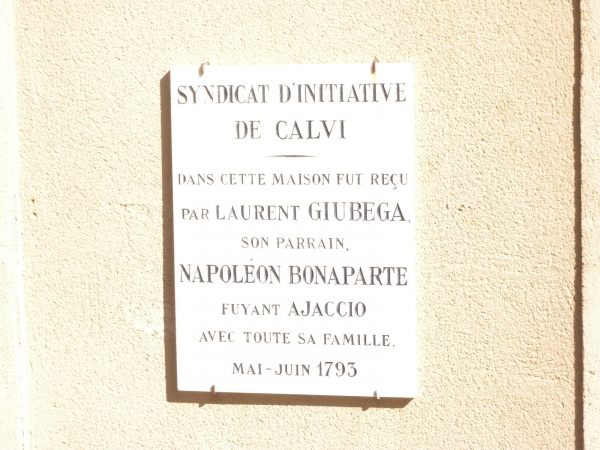 SYNDICAT D'INITIATIVE
DE CALVI
DANS CETTE MAISON FUT REÇU
PAR LAURENT GIUBEGA,
SON PARRAIN,
NAPOLÉON BONAPARTE
FUYANT AJACCIO
AVEC TOUTE SA FAMILLE.
MAI-JUIN 1793